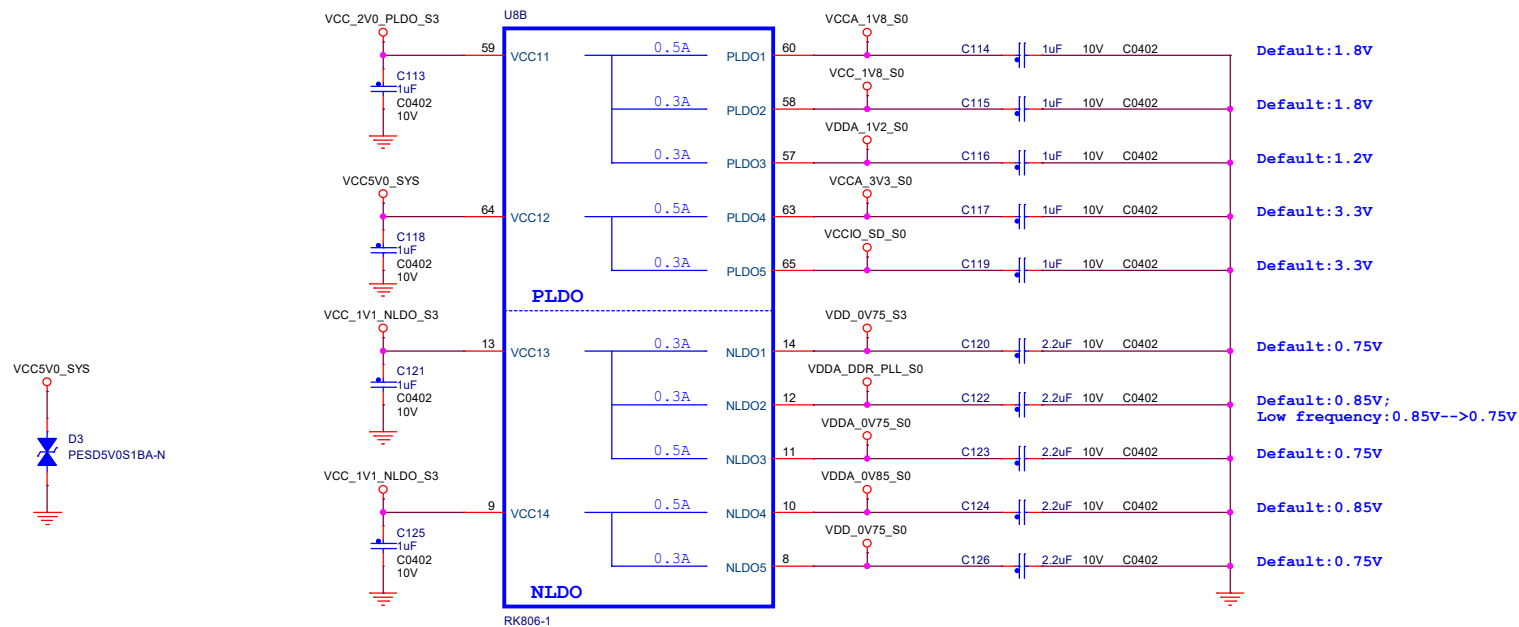 U8B
VCC_2V0_PLDO_S3
59
VCC11
C113
1uF
C0402
10V
0.5A
PLDO1
60
VCCA_1V8_S0
C114
1uF
10V
C0402
Default:1.8V
0.3A
PLDO2
58
VCC_1V8_S0
C115
1uF
10V
C0402
Default:1.8V
0.3A
PLDO3
57
VDDA_1V2_S0
C116
1uF
10V
C0402
Default:1.2V
VCC5V0_SYS
64
VCC12
C118
1uF
C0402
10V
0.5A
PLDO4
63
VCCA_3V3_S0
C117
1uF
10V
C0402
Default:3.3V
0.3A
PLDO5
65
VCCIO_SD_S0
C119
1uF
10V
C0402
Default:3.3V
PLDO
VCC_1V1_NLDO_S3
13
VCC13
C121
1uF
C0402
10V
0.3A
NLDO1
14
VDD_0V75_S3
C120
2.2uF
10V
C0402
Default:0.75V
0.3A
NLDO2
12
VDDA_DDR_PLL_S0
C122
2.2uF
10V
C0402
Default:0.85V;
Low frequency:0.85V-->0.75V
0.5A
NLDO3
11
VDDA_0V75_S0
C123
2.2uF
10V
C0402
Default:0.75V
VCC5V0_SYS
D3
PESD5V0S1BA-N
VCC_1V1_NLDO_S3
9
VCC14
C125
1uF
C0402
10V
0.5A
NLDO4
10
VDDA_0V85_S0
C124
2.2uF
10V
C0402
Default:0.85V
0.3A
NLDO5
8
VDD_0V75_S0
C126
2.2uF
10V
C0402
Default:0.75V
NLDO
RK806-1